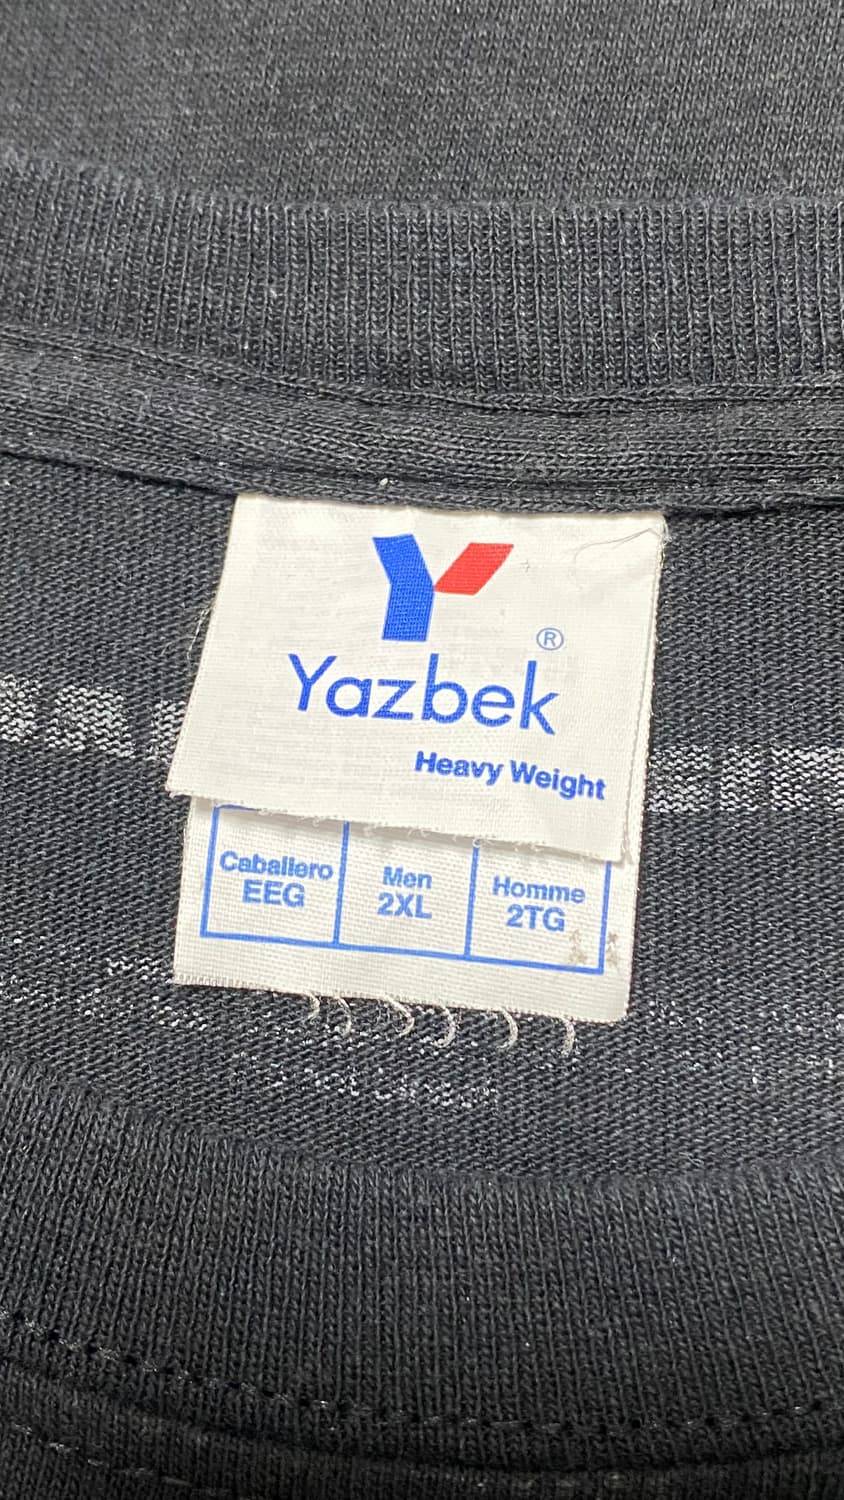 Y
®
Yazbek
Heavy Weight
Caballero Men Homme
EEG 2XL 2TG